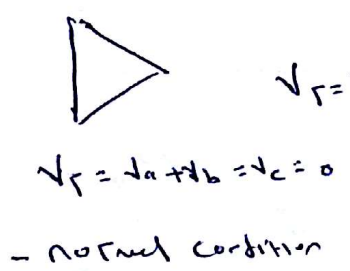 Vr =
Vr = Va + Vb = Vc = 0
- normal condition